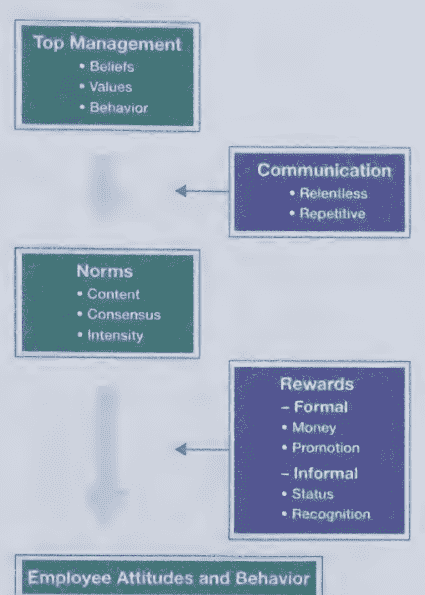 Top Management
• Beliefs
• Values
• Behavior
Communication
• Relentless
• Repetitive
Norms
• Content
• Consensus
• Intensity
Rewards
– Formal
• Money
• Promotion
– Informal
• Status
• Recognition
Employee Attitudes and Behavior